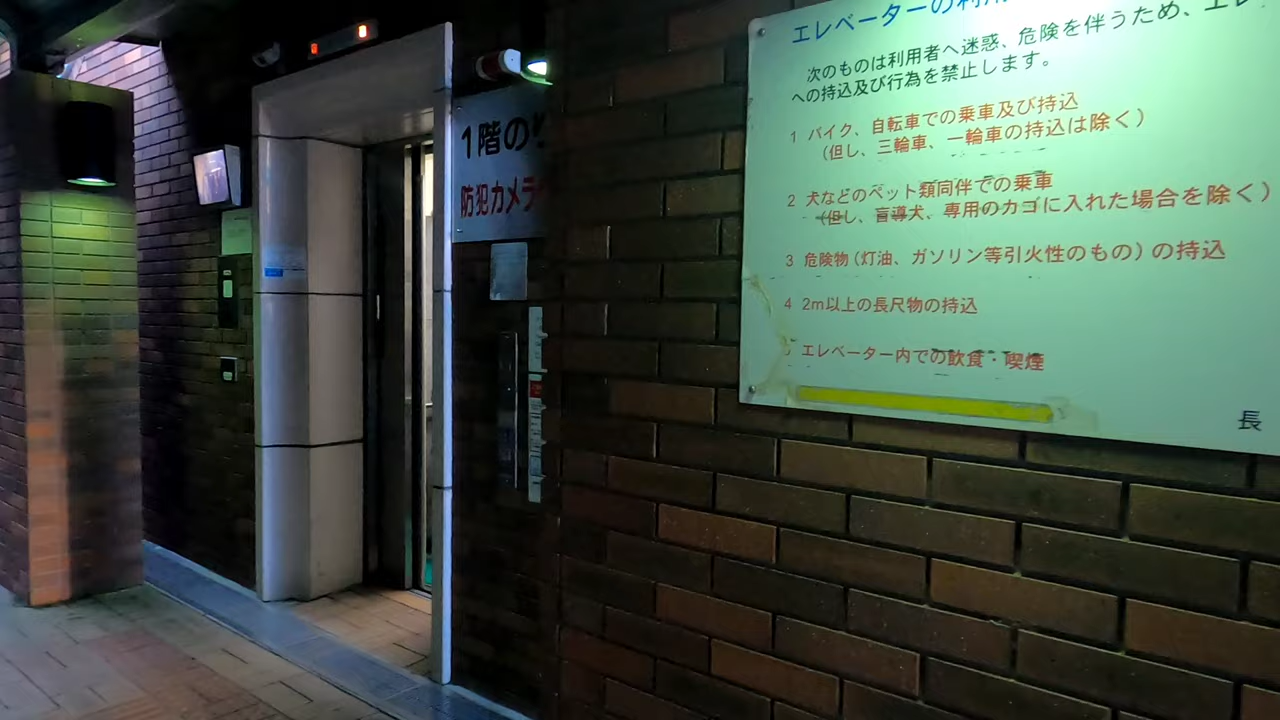 エレベーターの利用
次のものは利用者へ迷惑、危険を伴うため、エレ
への持込及び行為を禁止します。
1 バイク、自転車での乗車及び持込
(但し、三輪車、一輪車の持込は除く)
2 犬などのペット類同伴での乗車
(但し、盲導犬、専用のカゴに入れた場合を除く)
3 危険物(灯油、ガソリン等引火性のもの)の持込
4 2m以上の長尺物の持込
エレベーター内での飲食・喫煙
長
1階の
防犯カメラ